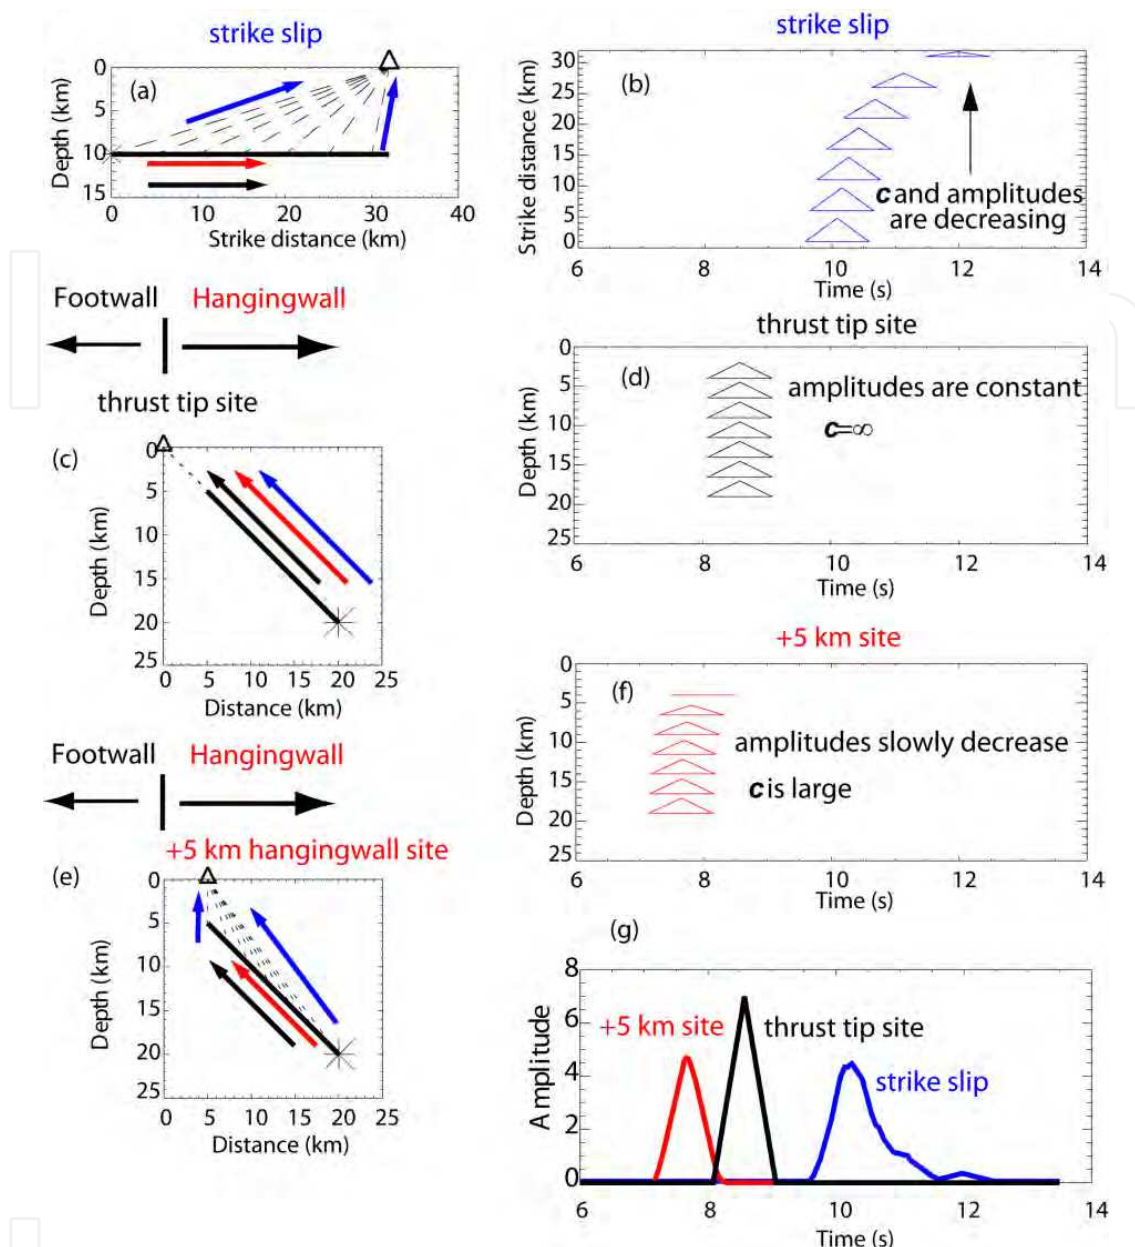 strike slip
(a)
Depth (km)
0
5
10
15
0
10
20
30
40
Strike distance (km)
strike slip
(b)
Strike distance (km)
30
25
20
15
10
5
0
c and amplitudes
are decreasing
6
8
10
12
14
Time (s)
Footwall
Hangingwall
thrust tip site
(c)
Depth (km)
0
5
10
15
20
25
0
5
10
15
20
25
Distance (km)
thrust tip site
(d)
Depth (km)
0
5
10
15
20
25
amplitudes are constant
c=∞
6
8
10
12
14
Time (s)
Footwall
Hangingwall
+5 km hangingwall site
(e)
Depth (km)
0
5
10
15
20
25
0
5
10
15
20
25
Distance (km)
+5 km site
(f)
Depth (km)
0
5
10
15
20
25
amplitudes slowly decrease
c is large
6
8
10
12
14
Time (s)
(g)
Amplitude
8
6
4
2
0
+5 km site
thrust tip site
strike slip
6
8
10
12
14
Time (s)